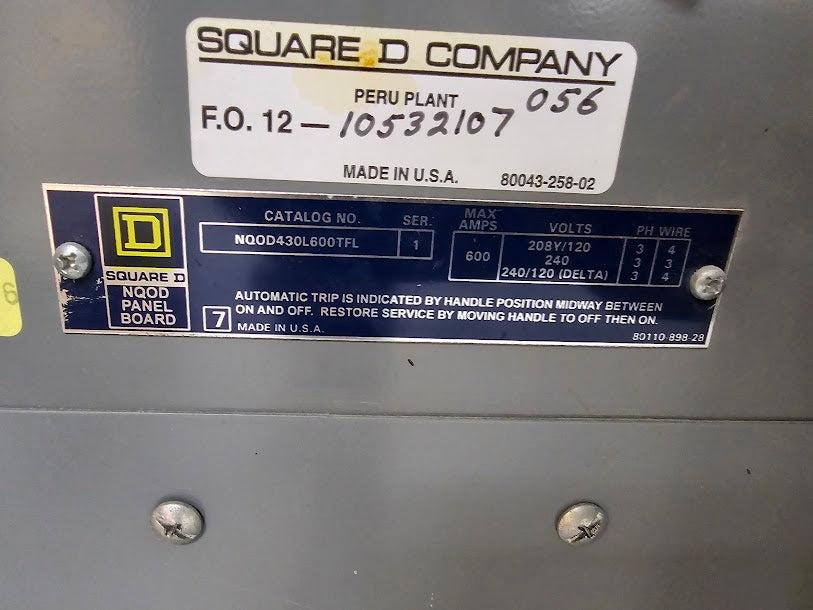 SQUARE D COMPANY
PERU PLANT 056
F.O. 12 — 10532107
MADE IN U.S.A. 80043-258-02
SQUARE D
NQOD
PANEL
BOARD
CATALOG NO. SER.
NQOD430L600TFL 1
MAX
AMPS VOLTS PH WIRE
600 208Y/120 3 4
240 3 3
240/120 (DELTA) 3 4
7
AUTOMATIC TRIP IS INDICATED BY HANDLE POSITION MIDWAY BETWEEN
ON AND OFF. RESTORE SERVICE BY MOVING HANDLE TO OFF THEN ON.
MADE IN U.S.A. 80110-898-28
6